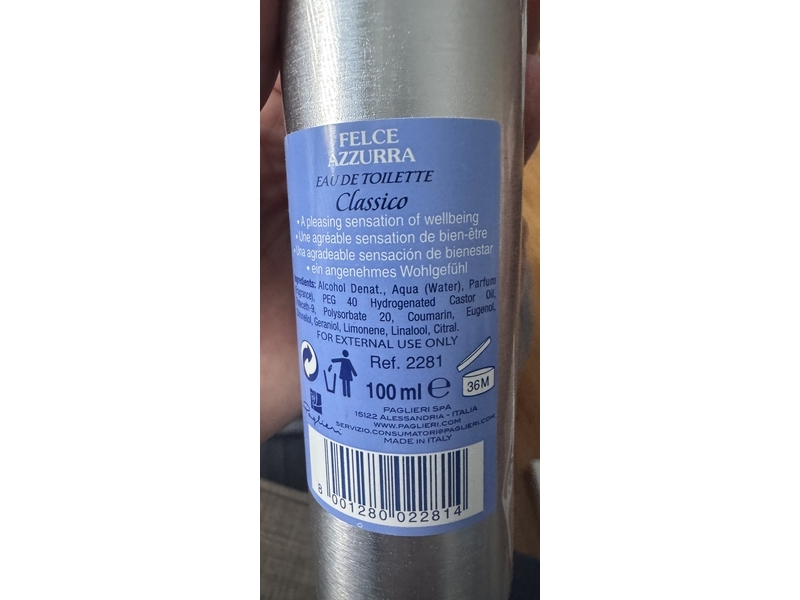 FELCE
AZZURRA
EAU DE TOILETTE
Classico
• A pleasing sensation of wellbeing
• Une agréable sensation de bien-être
Una agradeable sensación de bienestar
• ein angenehmes Wohlgefühl
Ingredients: Alcohol Denat., Aqua (Water), Parfum
(Fragrance), PEG 40 Hydrogenated Castor Oil,
Polysorbate 20, Coumarin, Eugenol,
Geraniol, Limonene, Linalool, Citral.
FOR EXTERNAL USE ONLY
Ref. 2281
100 ml e
36M
Paglieri
PAGLIERI SPA
15122 ALESSANDRIA - ITALIA
WWW.PAGLIERI.COM
SERVIZIO.CONSUMATORI@PAGLIERI.COM
MADE IN ITALY
8 001280 022814